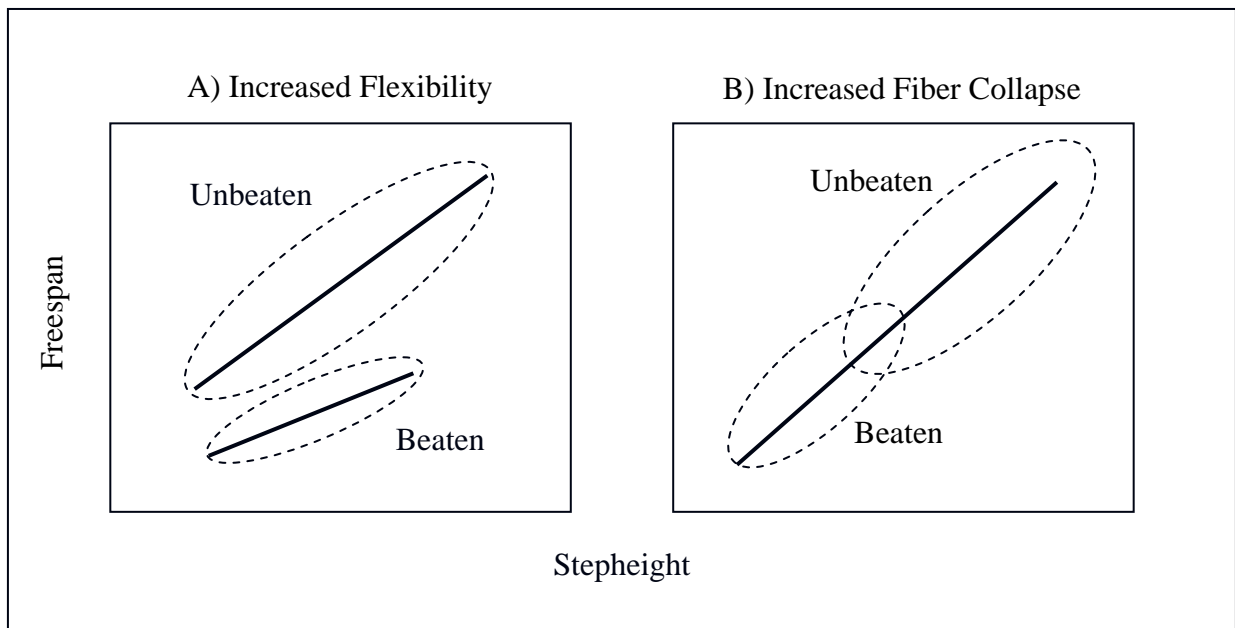 A) Increased Flexibility
B) Increased Fiber Collapse
Unbeaten
Beaten
Unbeaten
Beaten
Freespan
Stepheight